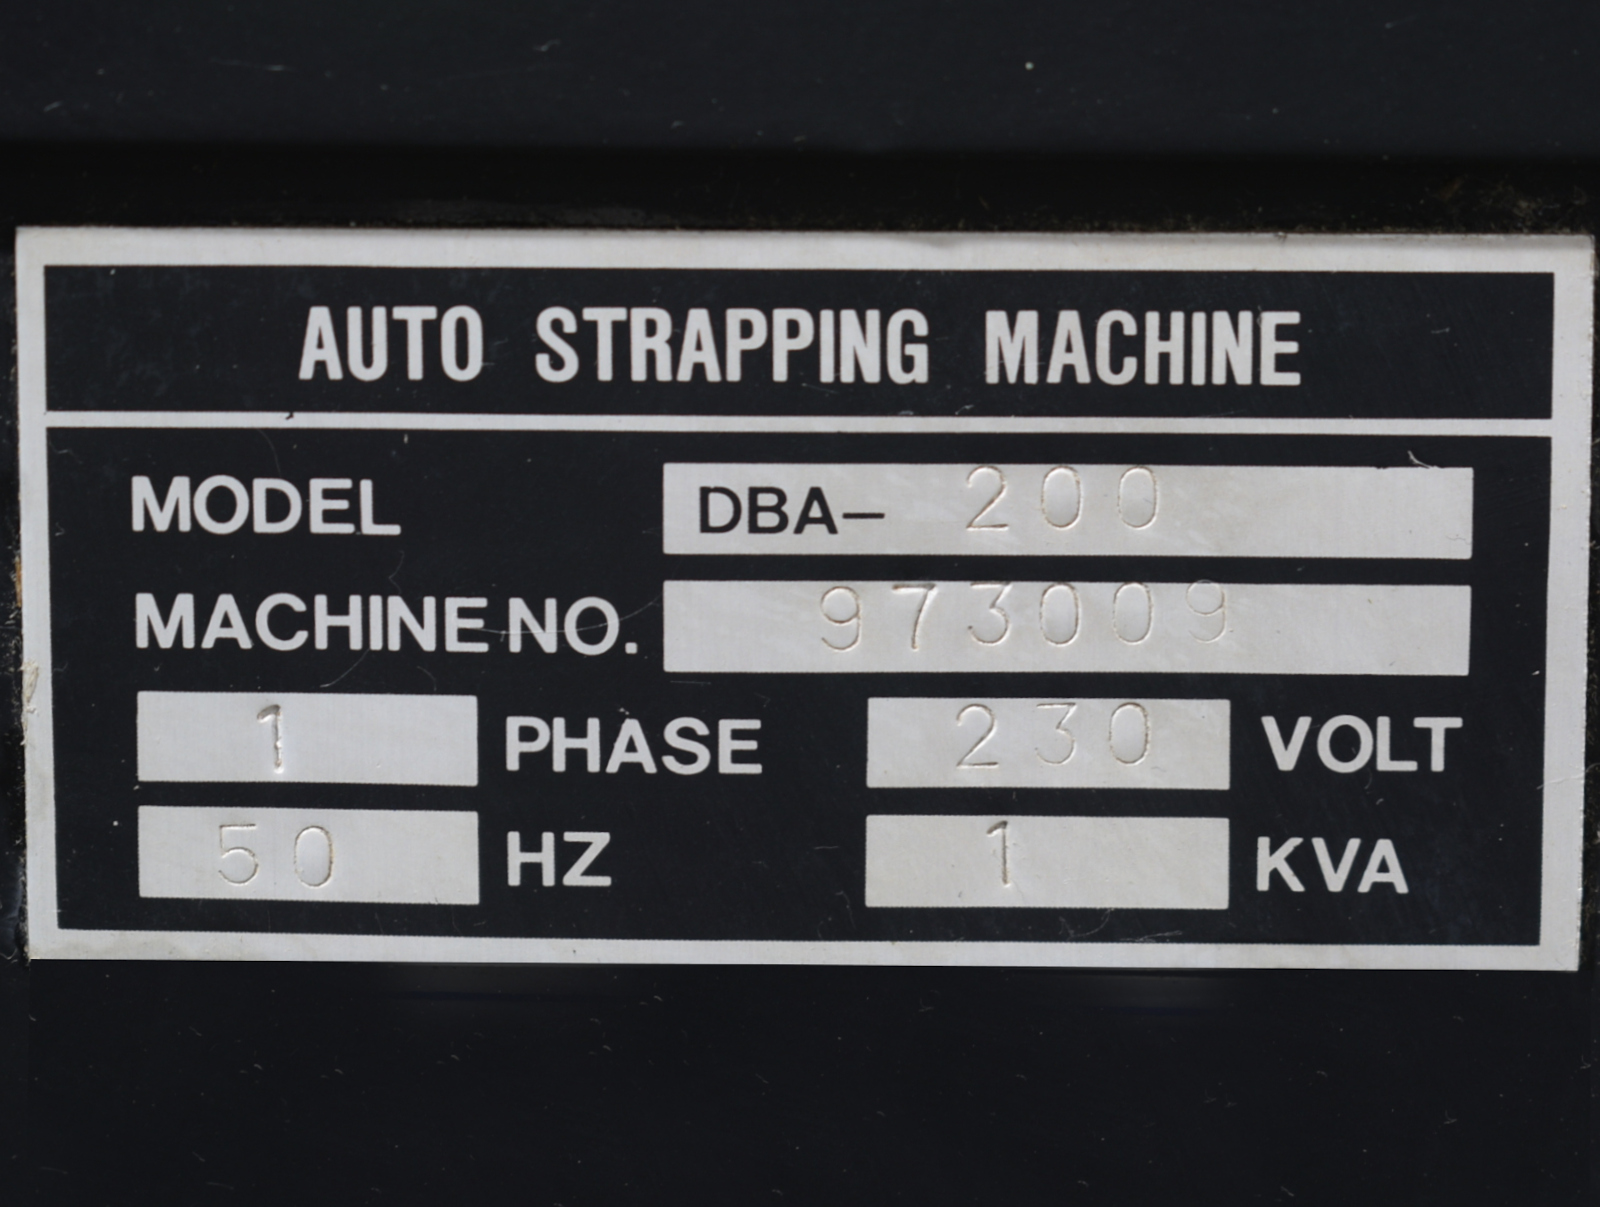 AUTO STRAPPING MACHINE
MODEL DBA- 200
MACHINE NO. 973009
1 PHASE 230 VOLT
50 HZ 1 KVA